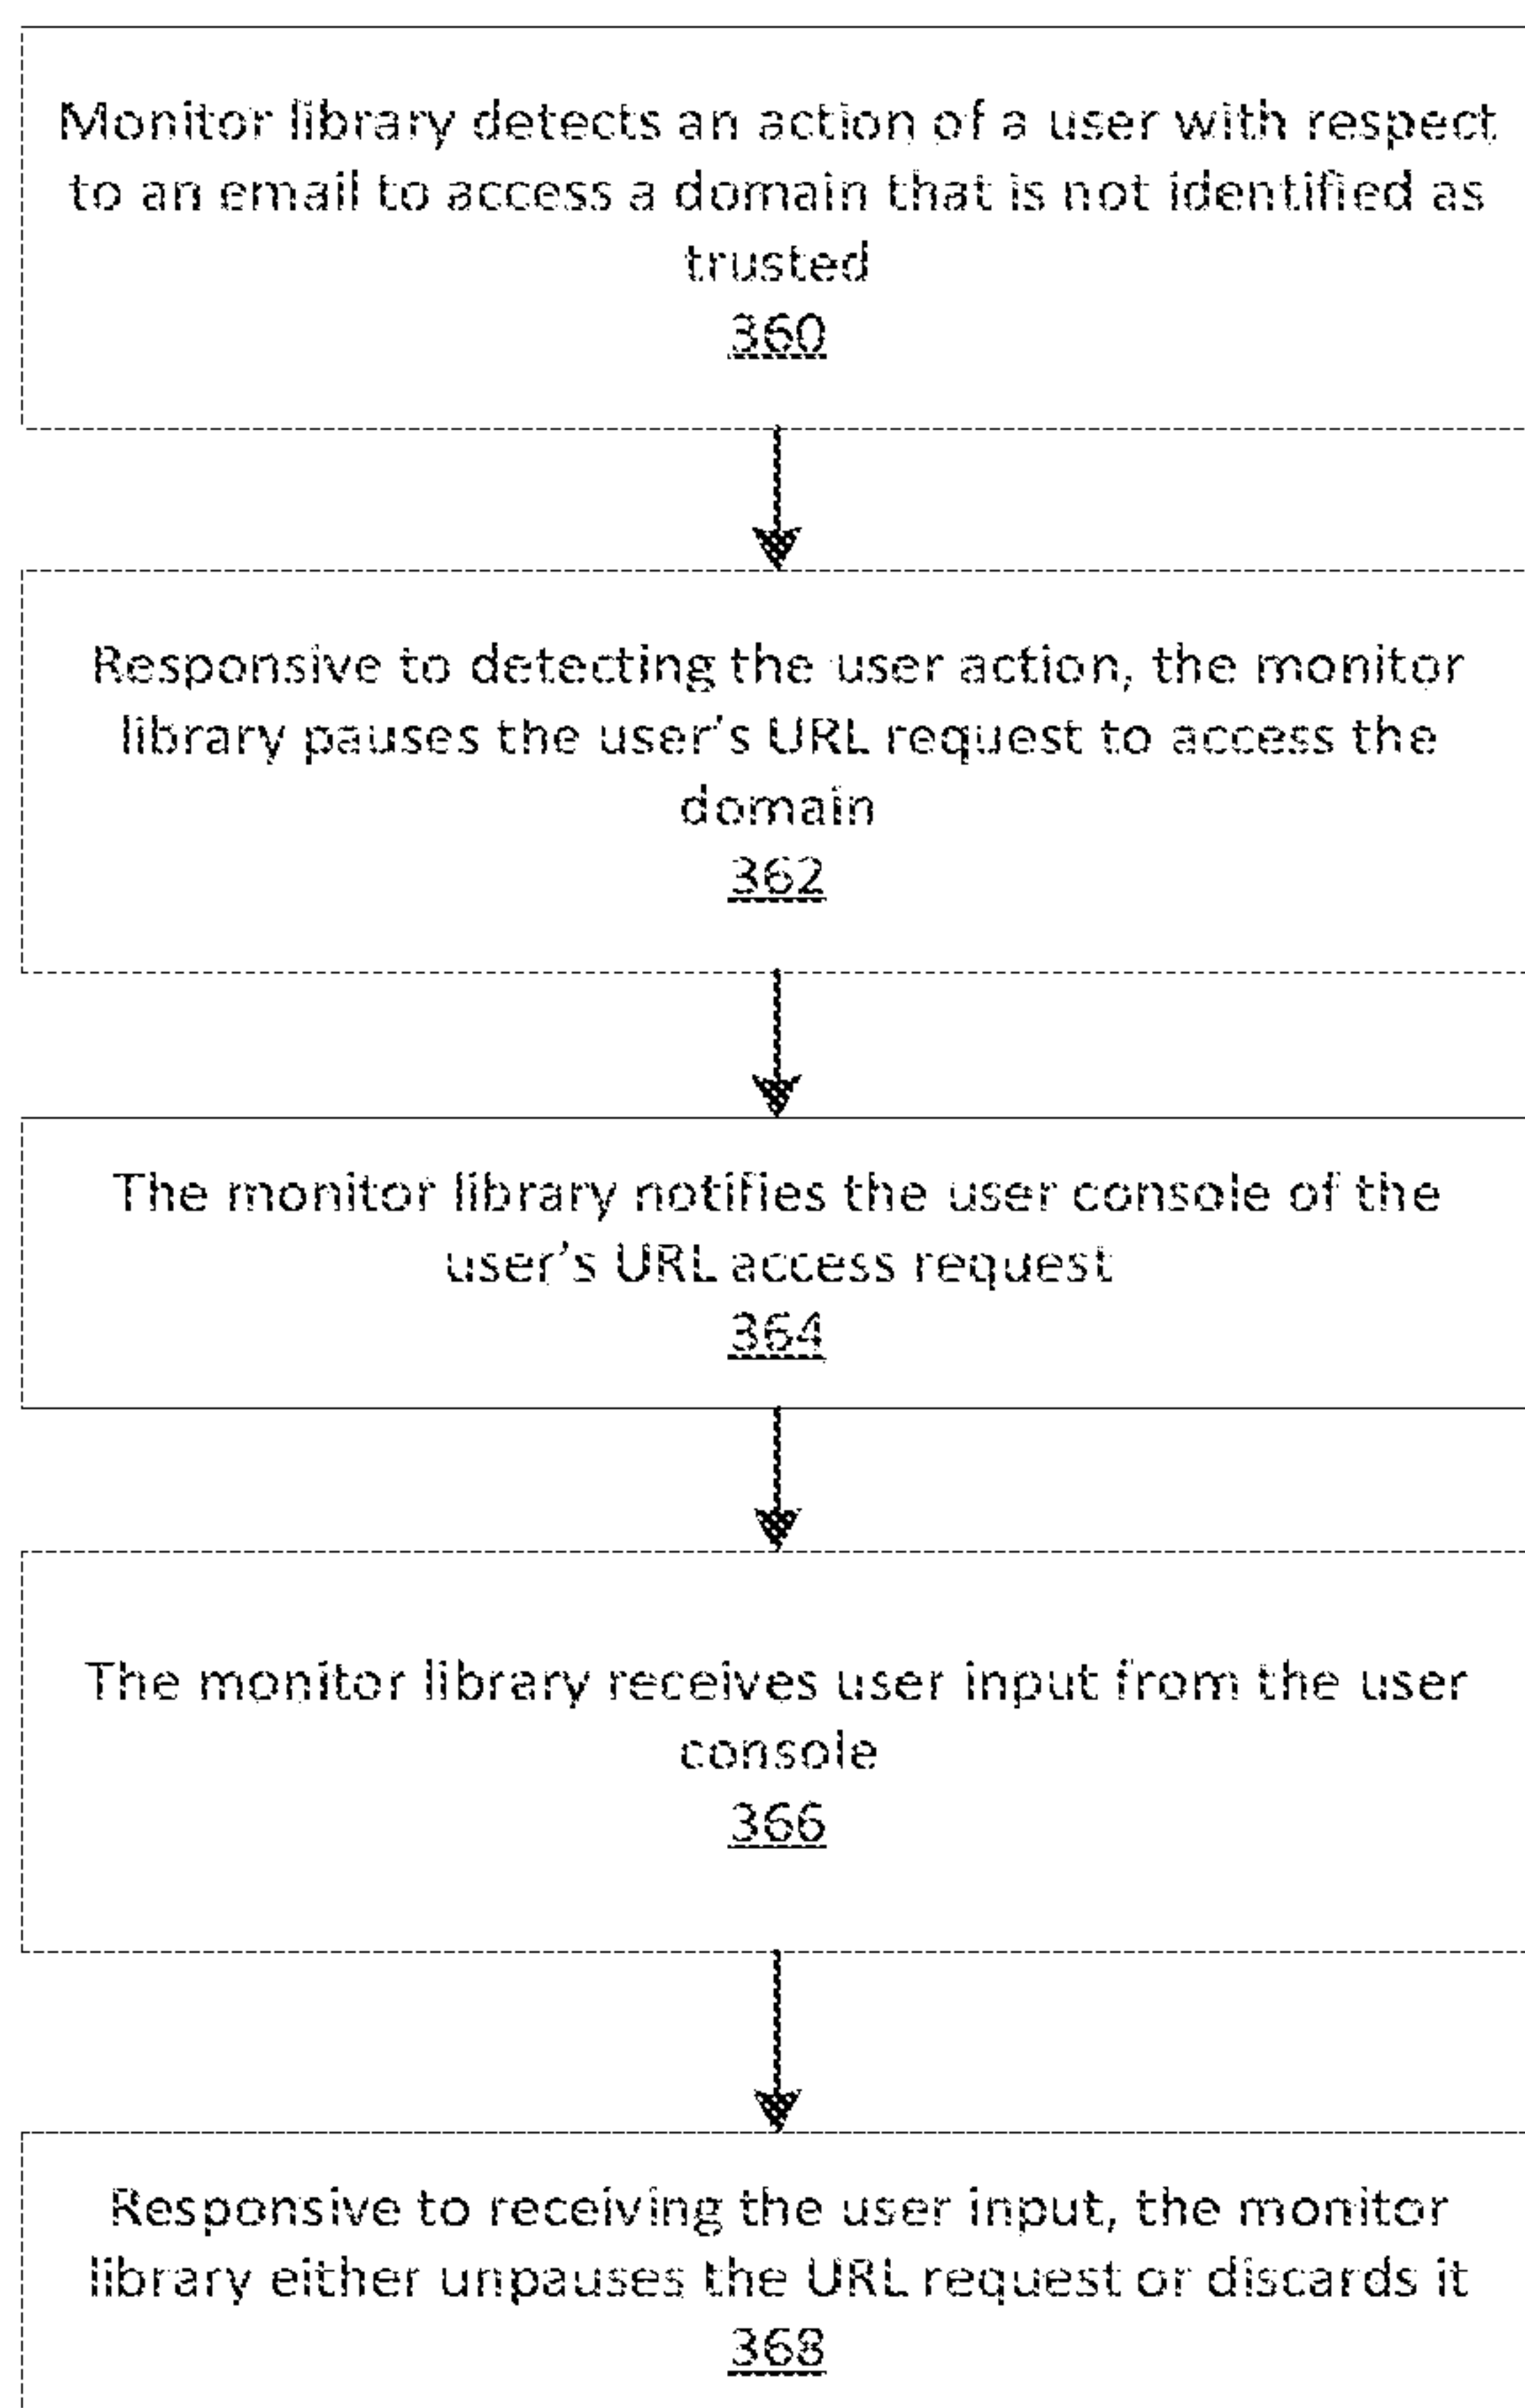 Monitor library detects an action of a user with respect
to an email to access a domain that is not identified as
trusted
360
Responsive to detecting the user action, the monitor
library pauses the user's URL request to access the
domain
362
The monitor library notifies the user console of the
user's URL access request
364
The monitor library receives user input from the user
console
366
Responsive to receiving the user input, the monitor
library either unpauses the URL request or discards it
368